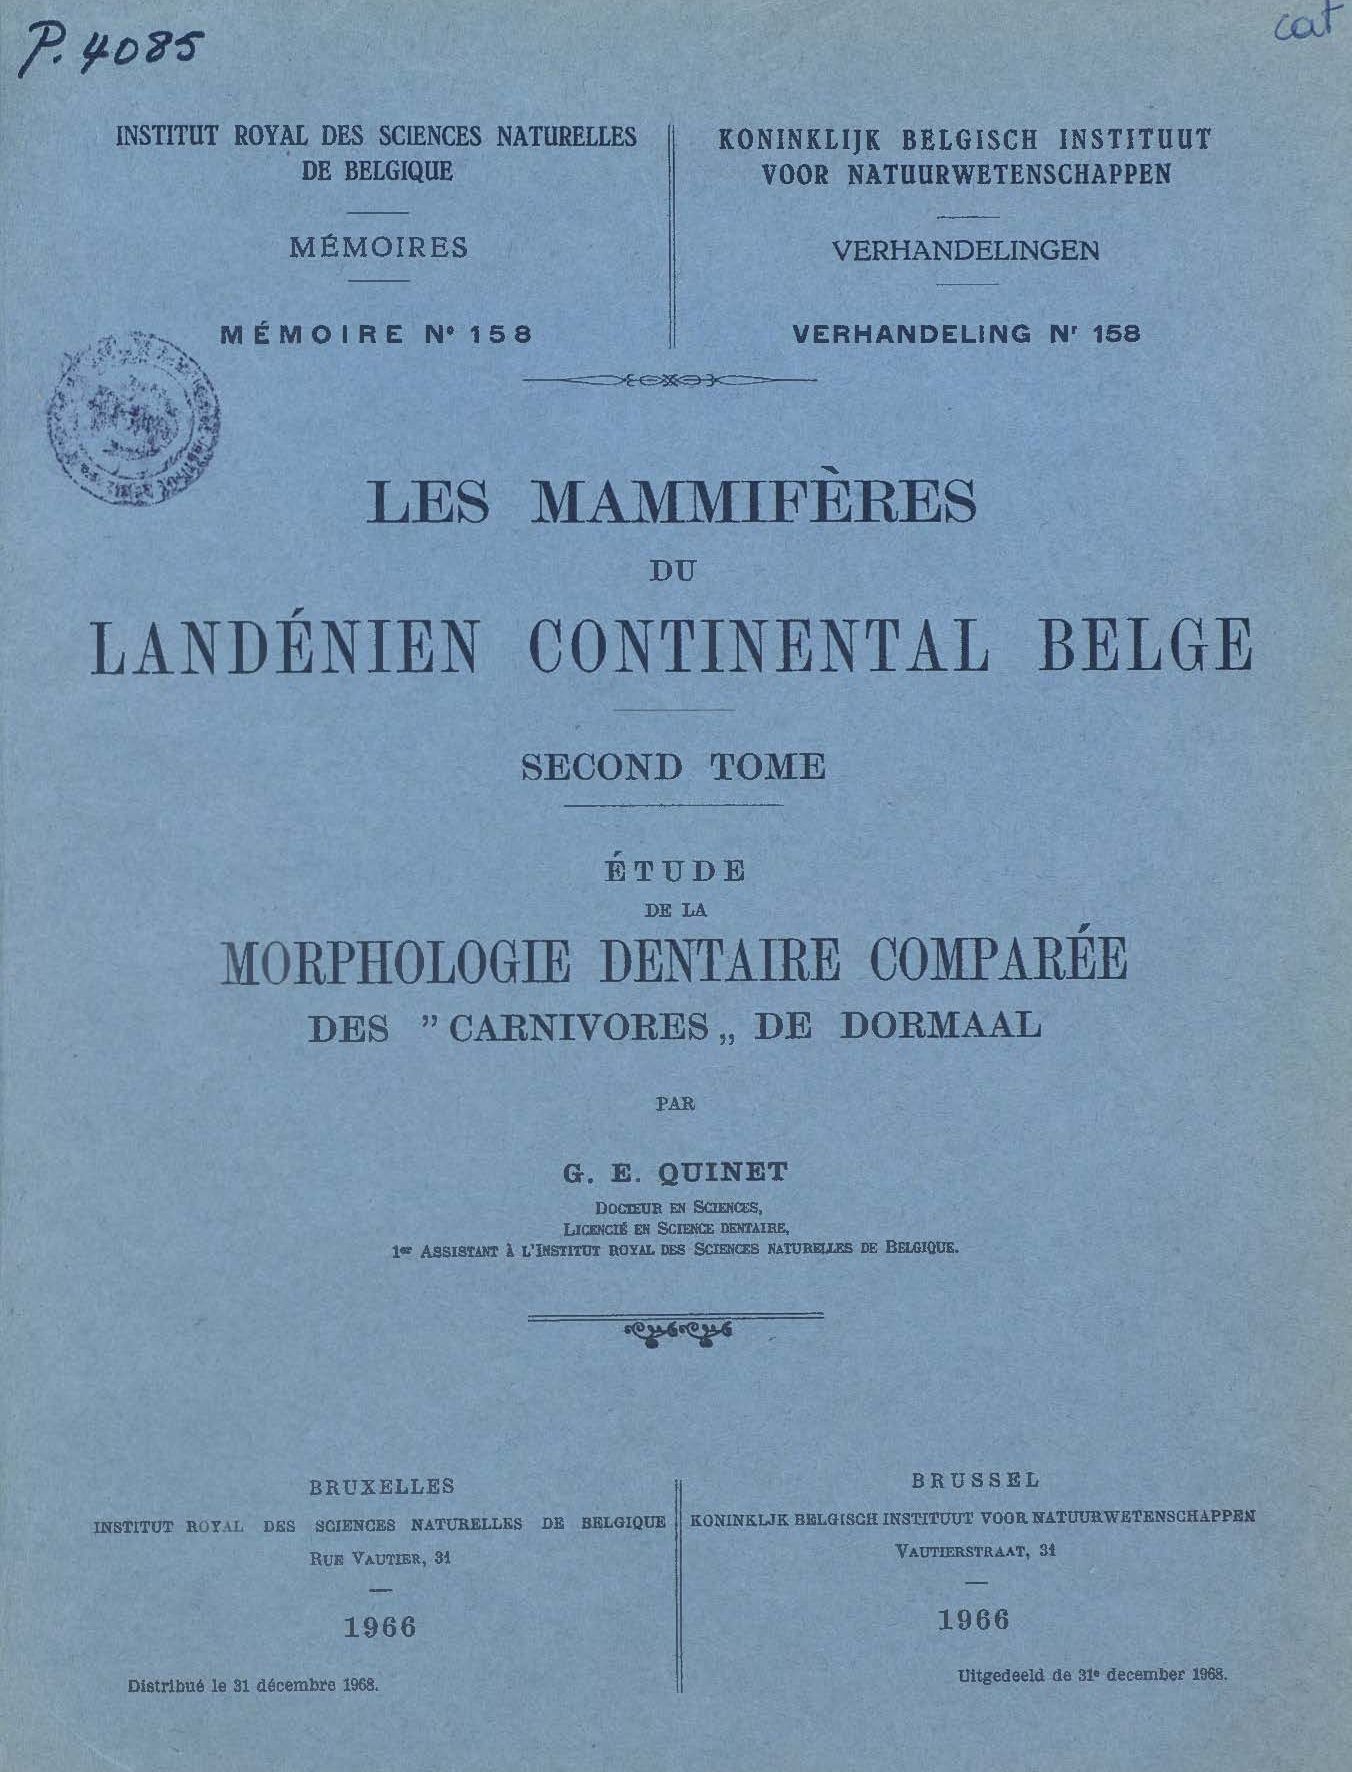 P. 4085
cat
INSTITUT ROYAL DES SCIENCES NATURELLES
DE BELGIQUE
MÉMOIRES
MÉMOIRE N° 158
KONINKLIJK BELGISCH INSTITUUT
VOOR NATUURWETENSCHAPPEN
VERHANDELINGEN
VERHANDELING Nr 158
LES MAMMIFÈRES
DU
LANDÉNIEN CONTINENTAL BELGE
SECOND TOME
ÉTUDE
DE LA
MORPHOLOGIE DENTAIRE COMPARÉE
DES ” CARNIVORES „ DE DORMAAL
PAR
G. E. QUINET
DOCTEUR EN SCIENCES,
LICENCIÉ EN SCIENCE DENTAIRE,
1er ASSISTANT À L'INSTITUT ROYAL DES SCIENCES NATURELLES DE BELGIQUE.
BRUXELLES
INSTITUT ROYAL DES SCIENCES NATURELLES DE BELGIQUE
RUE VAUTIER, 31
1966
Distribué le 31 décembre 1968.
BRUSSEL
KONINKLJK BELGISCH INSTITUUT VOOR NATUURWETENSCHAPPEN
VAUTIERSTRAAT, 31
1966
Uitgedeeld de 31e december 1968.